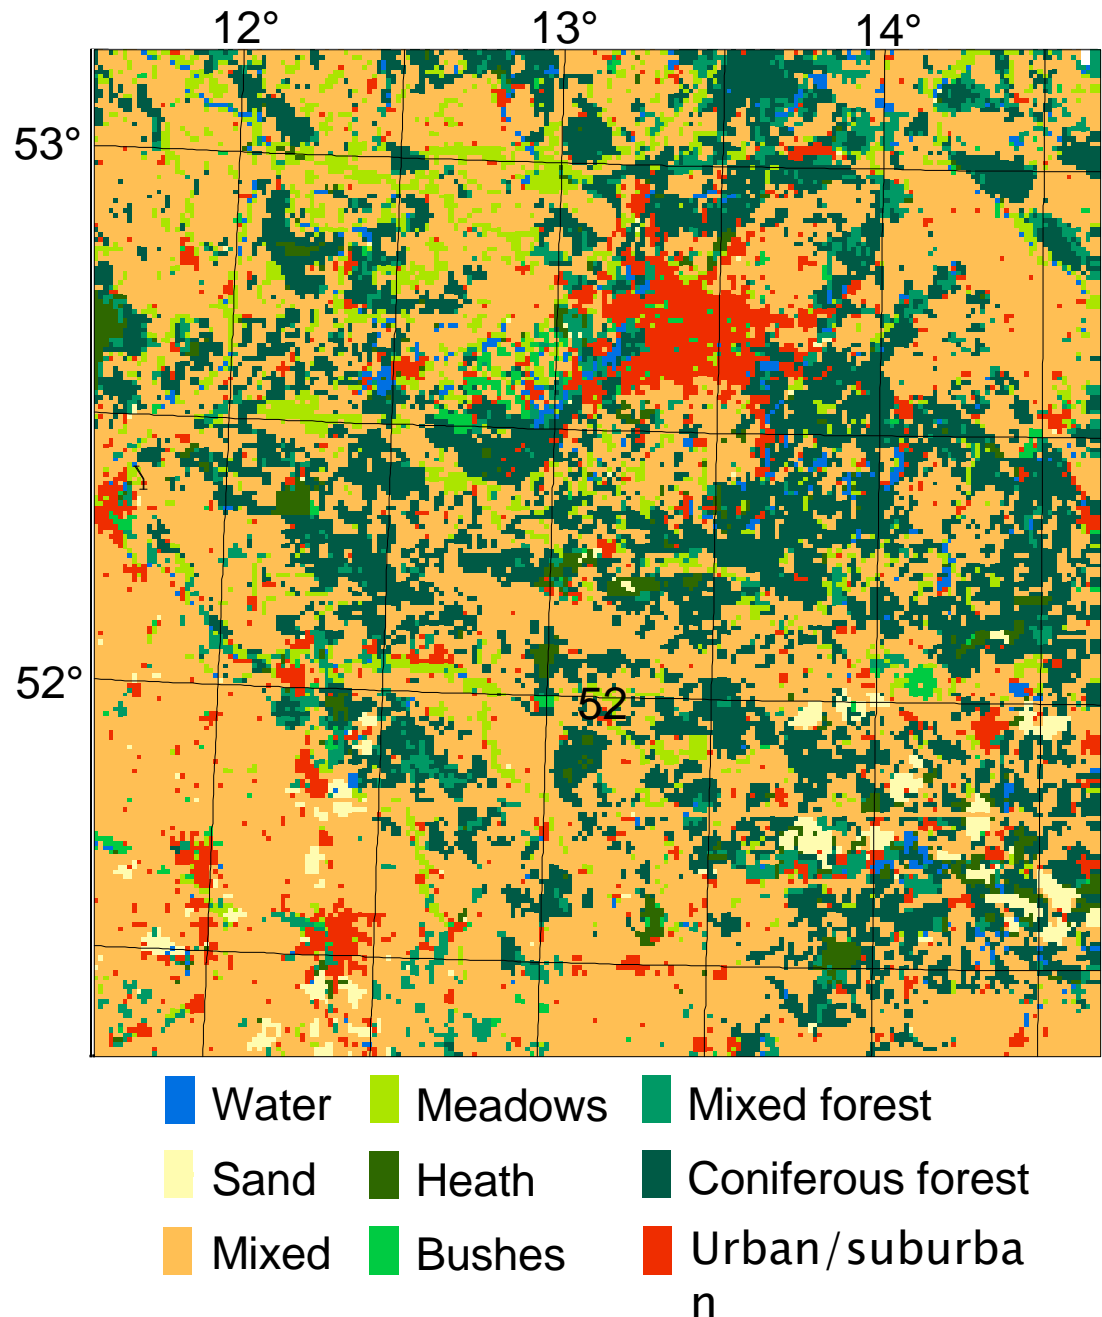 12° 13° 14°
53°
52°
52
Water Meadows Mixed forest
Sand Heath Coniferous forest
Mixed Bushes Urban/suburba
n